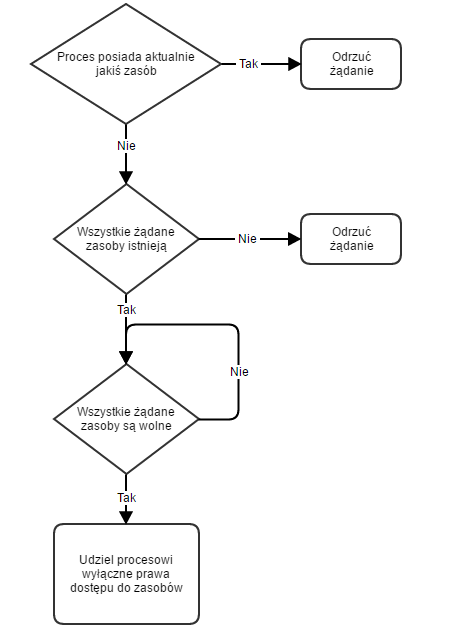 Proces posiada aktualnie
jakiś zasób
Tak
Odrzuć
żądanie
Nie
Wszystkie żądane
zasoby istnieją
Nie
Odrzuć
żądanie
Tak
Nie
Wszystkie żądane
zasoby są wolne
Tak
Udziel procesowi
wyłączne prawa
dostępu do zasobów